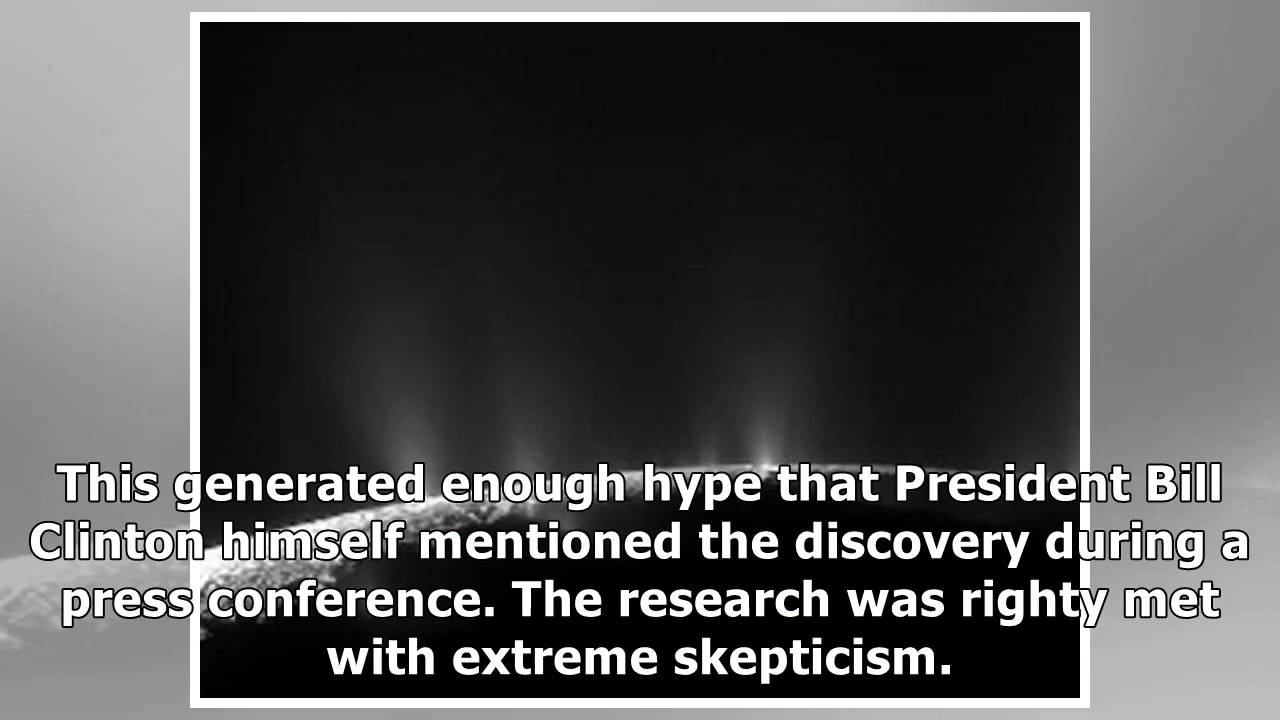 This generated enough hype that President Bill
Clinton himself mentioned the discovery during a
press conference. The research was righty met
with extreme skepticism.